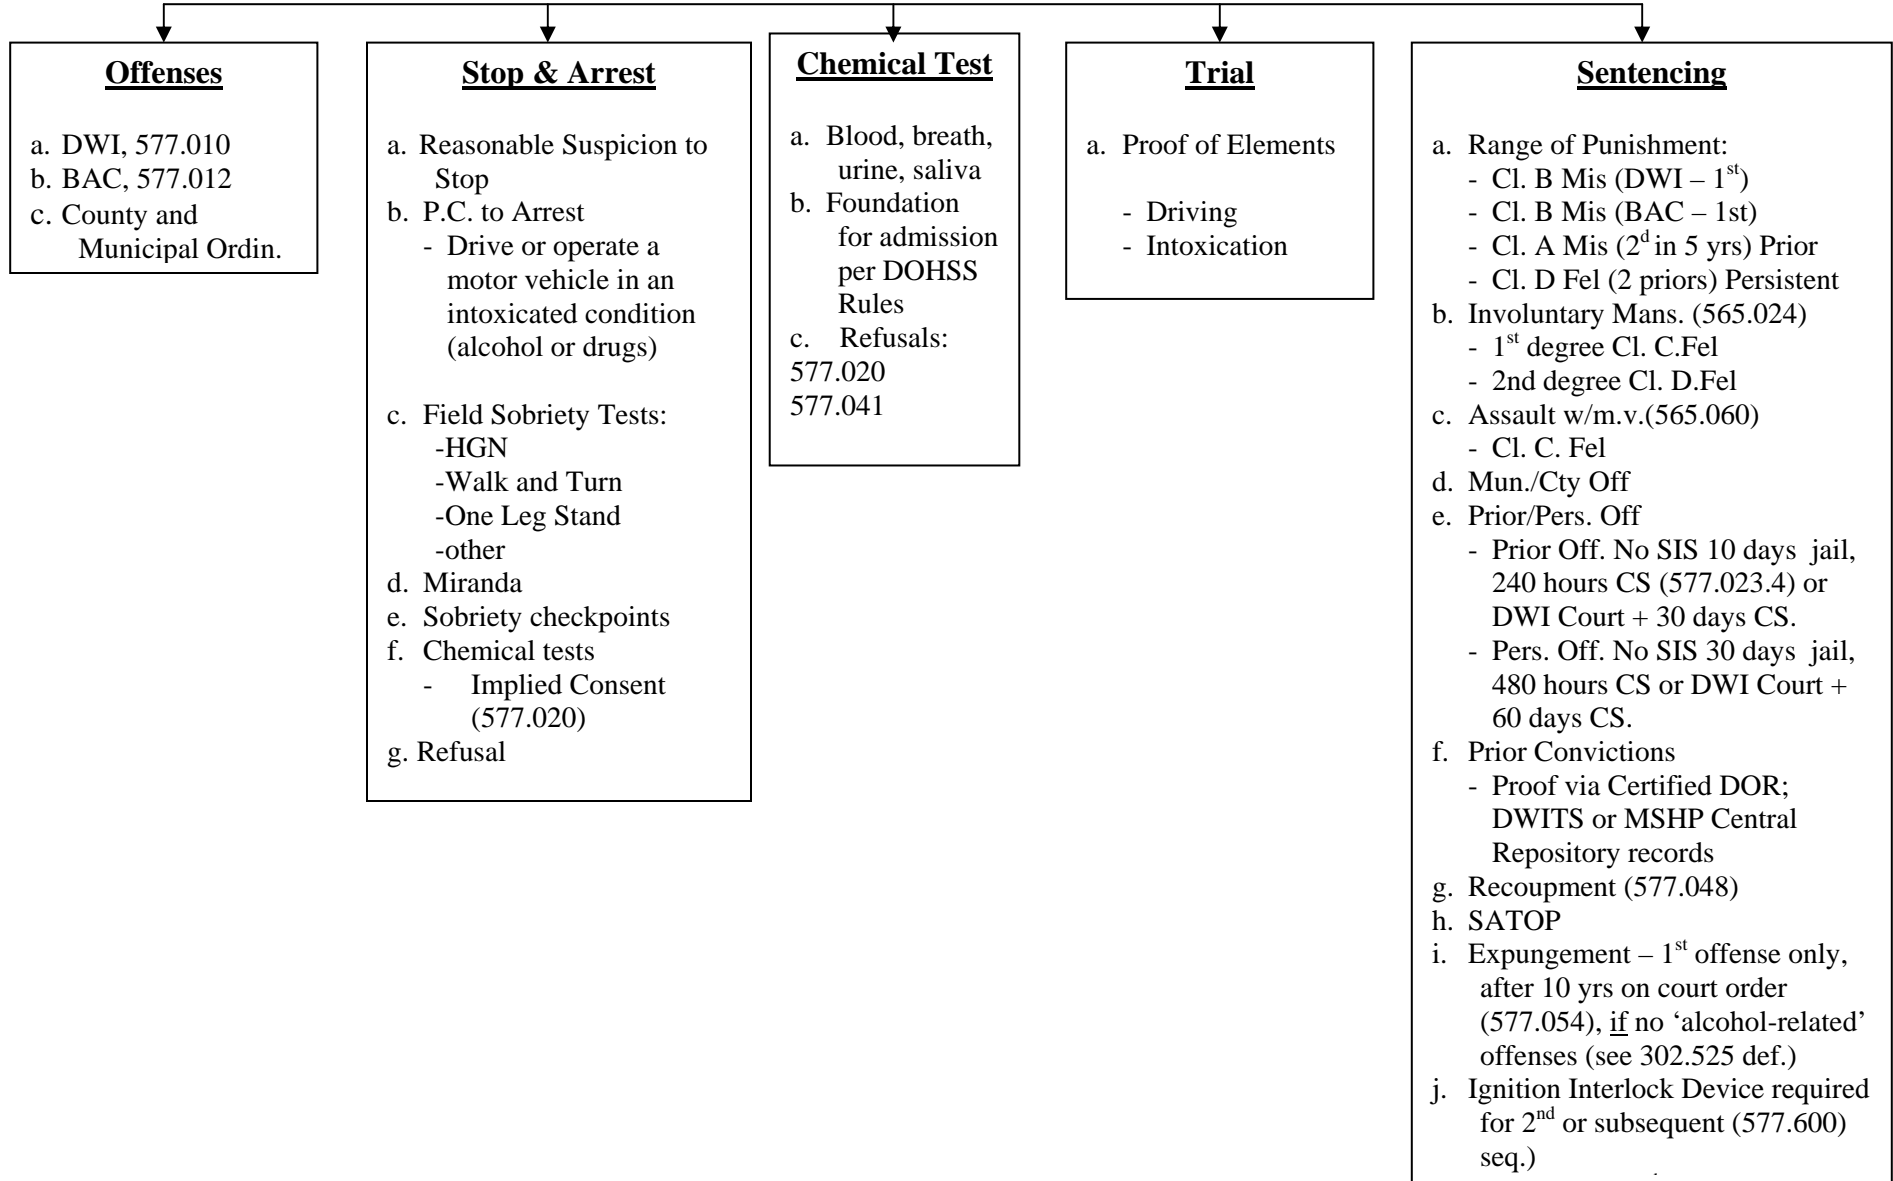 Offenses
a. DWI, 577.010
b. BAC, 577.012
c. County and
Municipal Ordin.
Stop & Arrest
a. Reasonable Suspicion to
Stop
b. P.C. to Arrest
- Drive or operate a
motor vehicle in an
intoxicated condition
(alcohol or drugs)
c. Field Sobriety Tests:
-HGN
-Walk and Turn
-One Leg Stand
-other
d. Miranda
e. Sobriety checkpoints
f. Chemical tests
- Implied Consent
(577.020)
g. Refusal
Chemical Test
a. Blood, breath,
urine, saliva
b. Foundation
for admission
per DOHSS
Rules
c. Refusals:
577.020
577.041
Trial
a. Proof of Elements
- Driving
- Intoxication
Sentencing
a. Range of Punishment:
- Cl. B Mis (DWI – 1st)
- Cl. B Mis (BAC – 1st)
- Cl. A Mis (2d in 5 yrs) Prior
- Cl. D Fel (2 priors) Persistent
b. Involuntary Mans. (565.024)
- 1st degree Cl. C.Fel
- 2nd degree Cl. D.Fel
c. Assault w/m.v.(565.060)
- Cl. C. Fel
d. Mun./Cty Off
e. Prior/Pers. Off
- Prior Off. No SIS 10 days jail,
240 hours CS (577.023.4) or
DWI Court + 30 days CS.
- Pers. Off. No SIS 30 days jail,
480 hours CS or DWI Court +
60 days CS.
f. Prior Convictions
- Proof via Certified DOR;
DWITS or MSHP Central
Repository records
g. Recoupment (577.048)
h. SATOP
i. Expungement – 1st offense only,
after 10 yrs on court order
(577.054), if no ‘alcohol-related’
offenses (see 302.525 def.)
j. Ignition Interlock Device required
for 2nd or subsequent (577.600)
seq.)